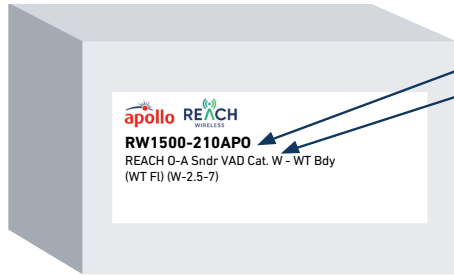 apollo REACH
WIRELESS
RW1500-210APO
REACH O-A Sndr VAD Cat. W - WT Bdy
(WT Fl) (W-2.5-7)